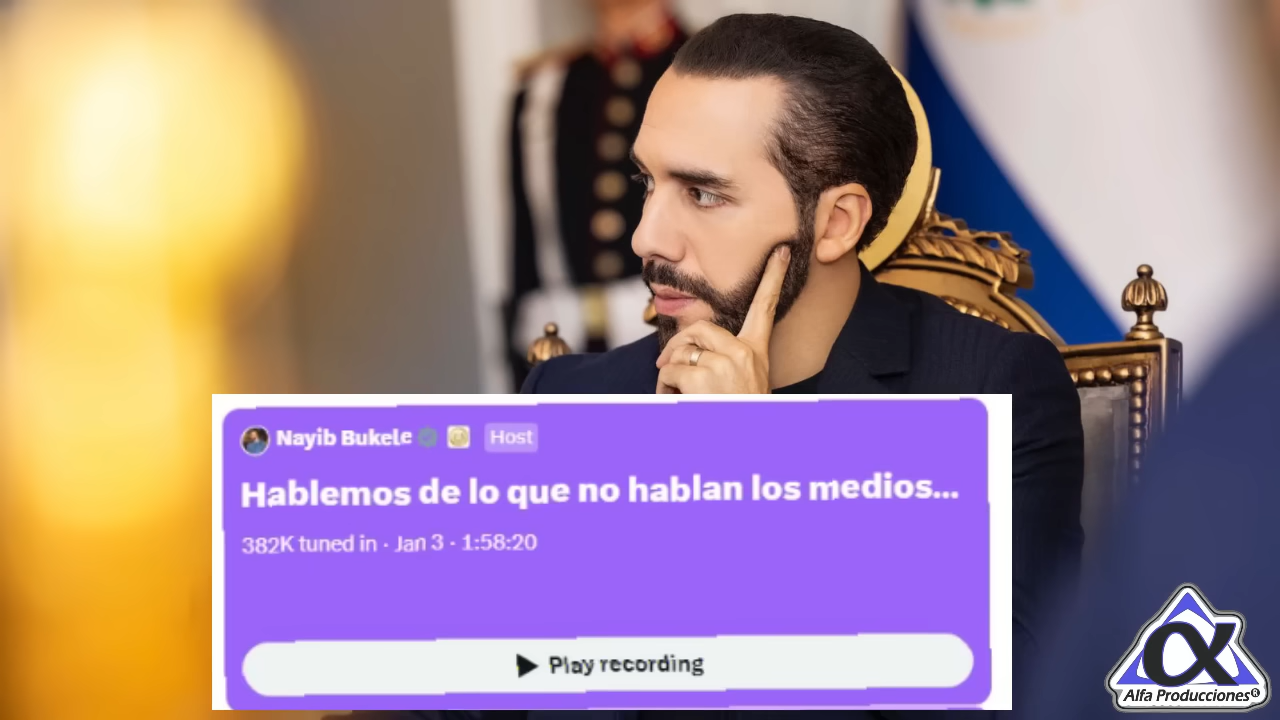 Nayib Bukele Host
Hablemos de lo que no hablan los medios...
382K tuned in · Jan 3 · 1:58:20
Play recording
α
Alfa Producciones®